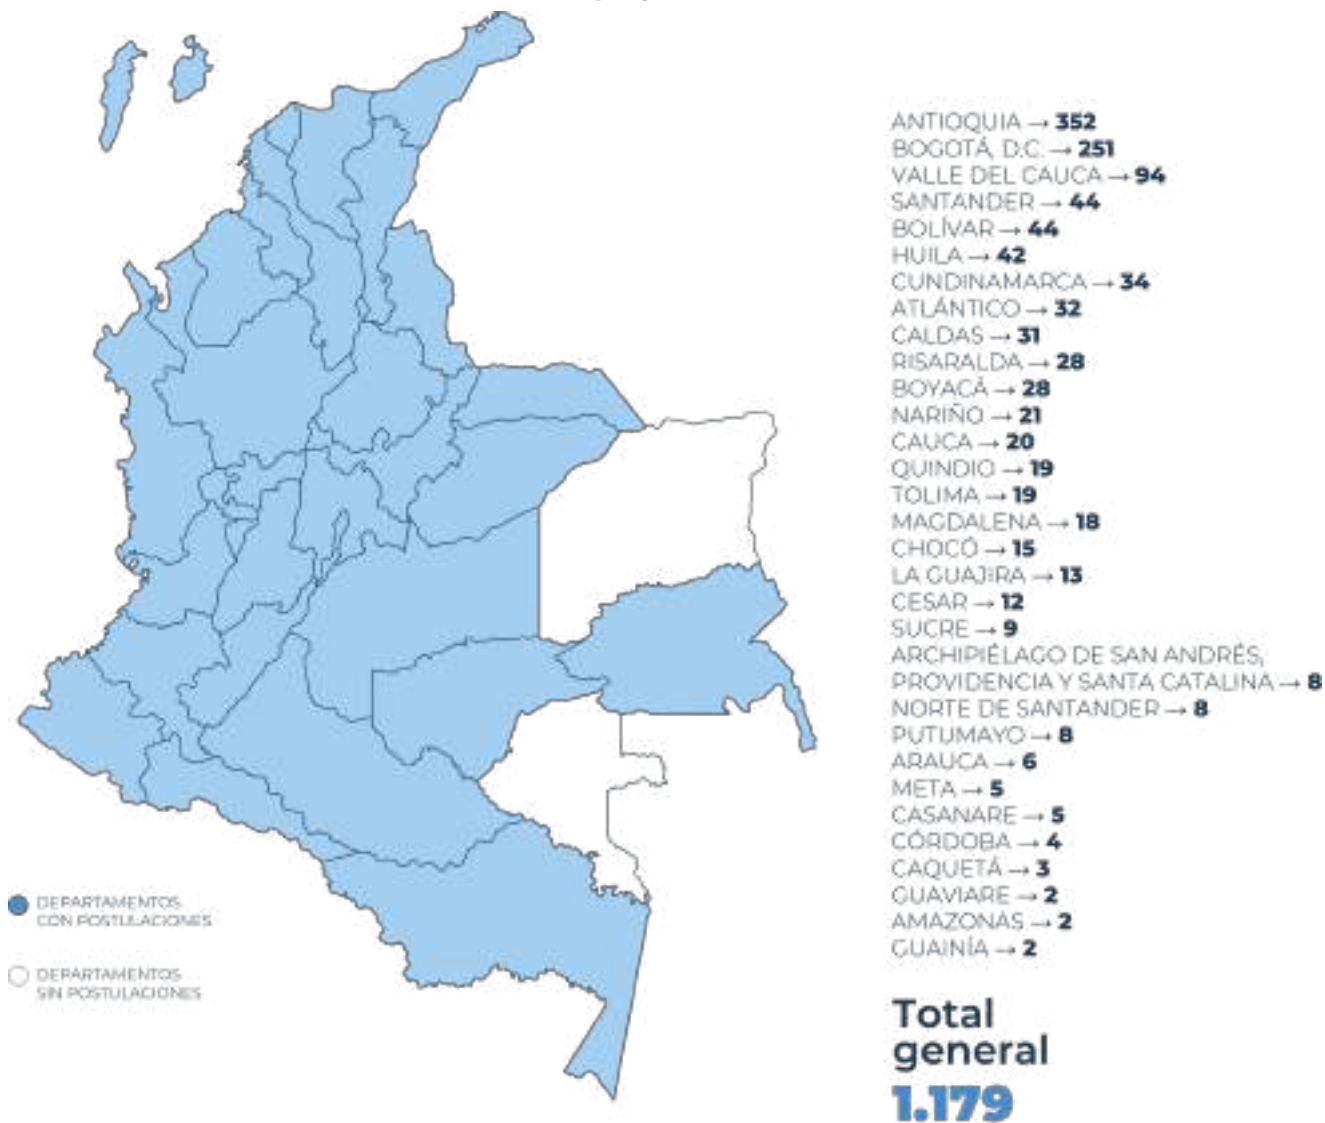 ANTIOQUIA → 352
BOGOTÁ, D.C. → 251
VALLE DEL CAUCA → 94
SANTANDER → 44
BOLÍVAR → 44
HUILA → 42
CUNDINAMARCA → 34
ATLÁNTICO → 32
CALDAS → 31
RISARALDA → 28
BOYACÁ → 28
NARIÑO → 21
CAUCA → 20
QUINDIO → 19
TOLIMA → 19
MAGDALENA → 18
CHOCÓ → 15
LA GUAJIRA → 13
CESAR → 12
SUCRE → 9
ARCHIPIÉLAGO DE SAN ANDRÉS,
PROVIDENCIA Y SANTA CATALINA → 8
NORTE DE SANTANDER → 8
PUTUMAYO → 8
ARAUCA → 6
META → 5
CASANARE → 5
CÓRDOBA → 4
CAQUETÁ → 3
GUAVIARE → 2
AMAZONAS → 2
GUAINÍA → 2
Total
general
1.179
DEPARTAMENTOS
CON POSTULACIONES
DEPARTAMENTOS
SIN POSTULACIONES